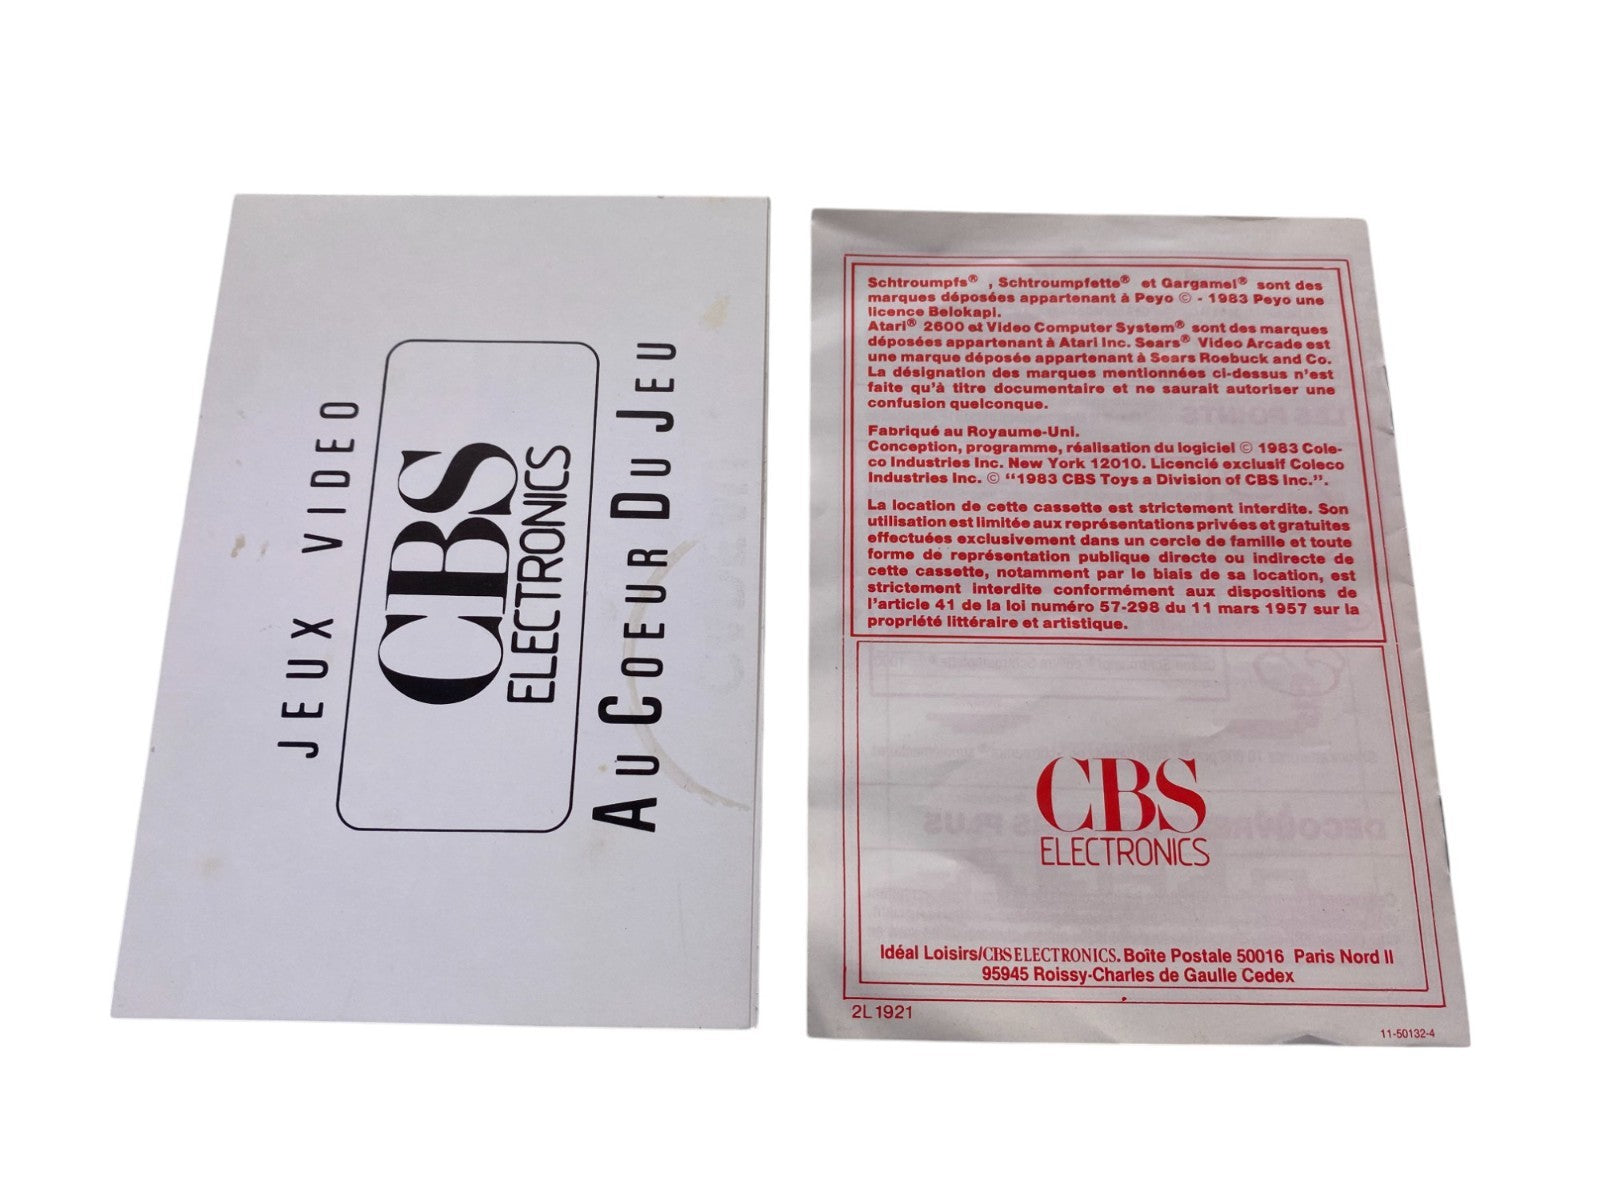 JEUX VIDEO
CBS
ELECTRONICS
AU COEUR DU JEU
Schtroumpfs® , Schtroumpfette® et Gargamel® sont des
marques déposées appartenant à Peyo © - 1983 Peyo une
licence Belokapi.
Atari® 2600 et Video Computer System® sont des marques
déposées appartenant à Atari Inc. Sears® Video Arcade est
une marque déposée appartenant à Sears Roebuck and Co.
La désignation des marques mentionnées ci-dessus n'est
faite qu'à titre documentaire et ne saurait autoriser une
confusion quelconque.
Fabriqué au Royaume-Uni.
Conception, programme, réalisation du logiciel © 1983 Cole-
co Industries Inc. New York 12010. Licencié exclusif Coleco
Industries Inc. © "1983 CBS Toys a Division of CBS Inc.".
La location de cette cassette est strictement interdite. Son
utilisation est limitée aux représentations privées et gratuites
effectuées exclusivement dans un cercle de famille et toute
forme de représentation publique directe ou indirecte de
cette cassette, notamment par le biais de sa location, est
strictement interdite conformément aux dispositions de
l'article 41 de la loi numéro 57-298 du 11 mars 1957 sur la
propriété littéraire et artistique.
CBS
ELECTRONICS
Idéal Loisirs/CBS ELECTRONICS. Boîte Postale 50016 Paris Nord II
95945 Roissy-Charles de Gaulle Cedex
2L 1921
11-50132-4